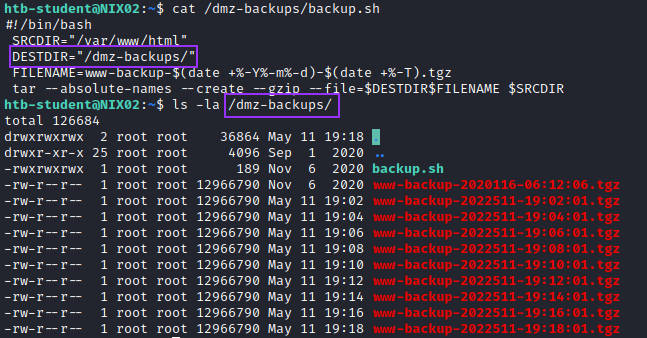 htb-student@NIX02:~$ cat /dmz-backups/backup.sh
#!/bin/bash
 SRCDIR="/var/www/html"
 DESTDIR="/dmz-backups/"
 FILENAME=www-backup-$(date +%-Y%-m%-d)-$(date +%-T).tgz
 tar --absolute-names --create --gzip --file=$DESTDIR$FILENAME $SRCDIR
htb-student@NIX02:~$ ls -la /dmz-backups/
total 126684
drwxrwxrwx  2 root root    36864 May 11 19:18 .
drwxr-xr-x 25 root root     4096 Sep  1  2020 ..
-rwxrwxrwx  1 root root      189 Nov  6  2020 backup.sh
-rw-r--r--  1 root root 12966790 Nov  6  2020 www-backup-2020116-06:12:06.tgz
-rw-r--r--  1 root root 12966790 May 11 19:02 www-backup-2022511-19:02:01.tgz
-rw-r--r--  1 root root 12966790 May 11 19:04 www-backup-2022511-19:04:01.tgz
-rw-r--r--  1 root root 12966790 May 11 19:06 www-backup-2022511-19:06:01.tgz
-rw-r--r--  1 root root 12966790 May 11 19:08 www-backup-2022511-19:08:01.tgz
-rw-r--r--  1 root root 12966790 May 11 19:10 www-backup-2022511-19:10:01.tgz
-rw-r--r--  1 root root 12966790 May 11 19:12 www-backup-2022511-19:12:01.tgz
-rw-r--r--  1 root root 12966790 May 11 19:14 www-backup-2022511-19:14:01.tgz
-rw-r--r--  1 root root 12966790 May 11 19:16 www-backup-2022511-19:16:01.tgz
-rw-r--r--  1 root root 12966790 May 11 19:18 www-backup-2022511-19:18:01.tgz